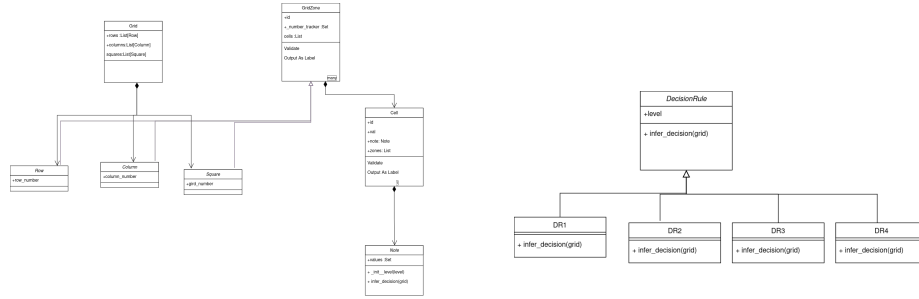 Grid
+rows :List[Row]
+columns:List[Column]
squares:List[Square]
GridZone
+id
+_number_tracker :Set
cells :List
Validate
Output As Label
many
Cell
+id
+val
+note: Note
+zones: List
Validate
Output As Label
1
Row
+row_number
Column
+column_number
Square
+grid_number
Note
+values :Set
+ _init_ :level(level)
+ infer_decision(grid)
DecisionRule
+level
+ infer_decision(grid)
DR1
+ infer_decision(grid)
DR2
+ infer_decision(grid)
DR3
+ infer_decision(grid)
DR4
+ infer_decision(grid)